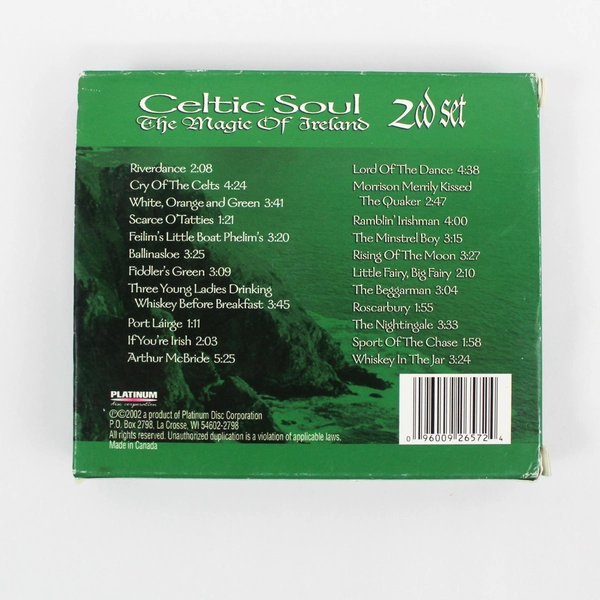 Celtic Soul
The Magic Of Ireland
2cd set
Riverdance 2:08
Cry Of The Celts 4:24
White, Orange and Green 3:41
Scarce O'Tatties 1:21
Feilim's Little Boat Phelim's 3:20
Ballinasloe 3:25
Fiddler's Green 3:09
Three Young Ladies Drinking
Whiskey Before Breakfast 3:45
Port Láirge 1:11
If You're Irish 2:03
Arthur McBride 5:25
Lord Of The Dance 4:38
Morrison Merrily Kissed
The Quaker 2:47
Ramblin' Irishman 4:00
The Minstrel Boy 3:15
Rising Of The Moon 3:27
Little Fairy, Big Fairy 2:10
The Beggarman 3:04
Roscarbury 1:55
The Nightingale 3:33
Sport Of The Chase 1:58
Whiskey In The Jar 3:24
PLATINUM
disc corporation
℗©2002 a product of Platinum Disc Corporation
P.O. Box 2798, La Crosse, WI 54602-2798
All rights reserved. Unauthorized duplication is a violation of applicable laws.
Made in Canada
0 96009 26572 4